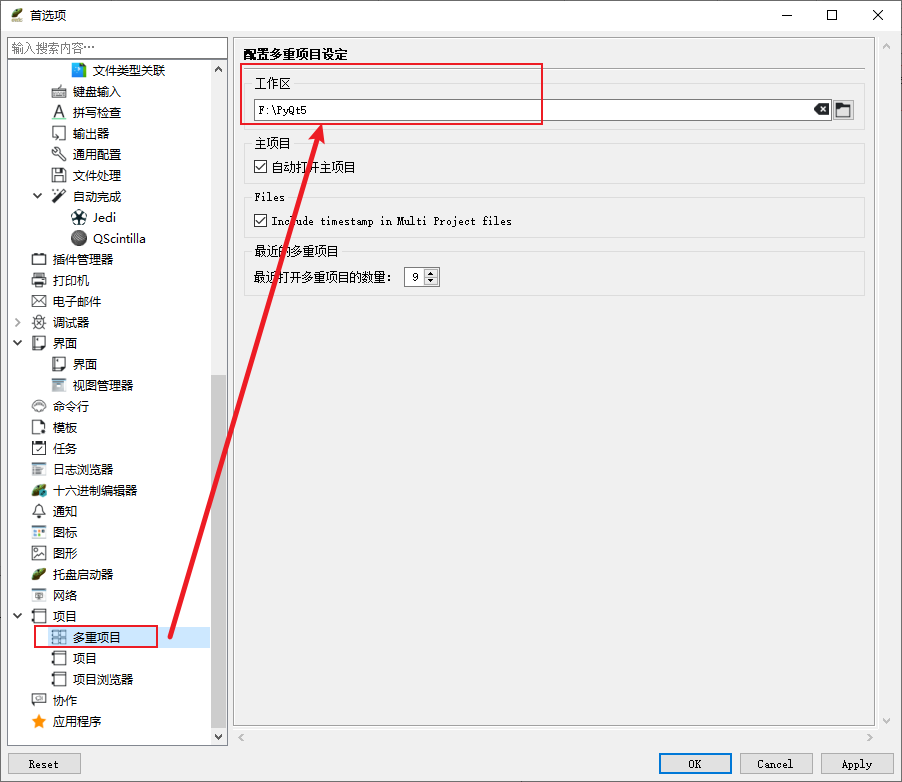 首选项
输入搜索内容…
文件类型关联
键盘输入
拼写检查
输出器
通用配置
文件处理
自动完成
Jedi
QScintilla
插件管理器
打印机
电子邮件
调试器
界面
界面
视图管理器
命令行
模板
任务
日志浏览器
十六进制编辑器
通知
图标
图形
托盘启动器
网络
项目
多重项目
项目
项目浏览器
协作
应用程序
配置多重项目设定
工作区
F:\PyQt5
主项目
自动打开主项目
Files
Include timestamp in Multi Project files
最近的多重项目
最近打开多重项目的数量: 9
Reset
OK
Cancel
Apply